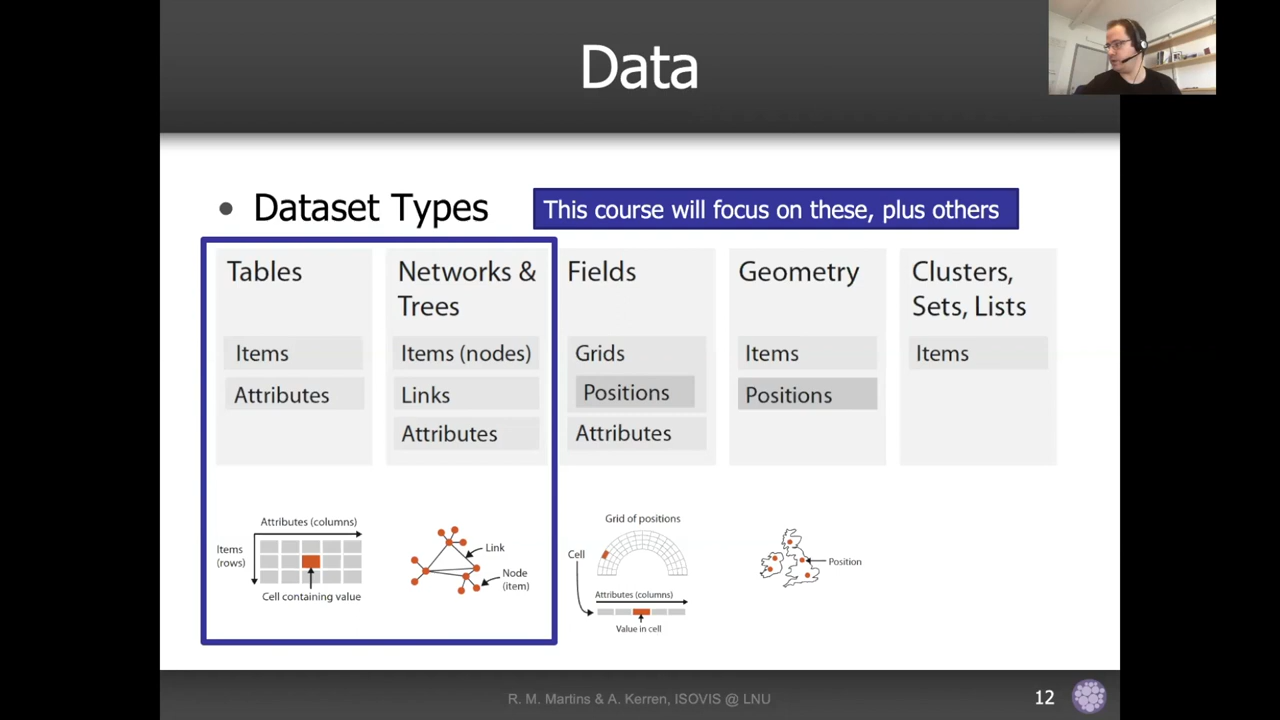 Data
• Dataset Types
This course will focus on these, plus others
Tables
Items
Attributes
Networks &
Trees
Items (nodes)
Links
Attributes
Fields
Grids
Positions
Attributes
Geometry
Items
Positions
Clusters,
Sets, Lists
Items
Attributes (columns)
Items
(rows)
Cell containing value
Link
Node
(item)
Grid of positions
Cell
Attributes (columns)
Value in cell
Position
R. M. Martins & A. Kerren, ISOVIS @ LNU
12